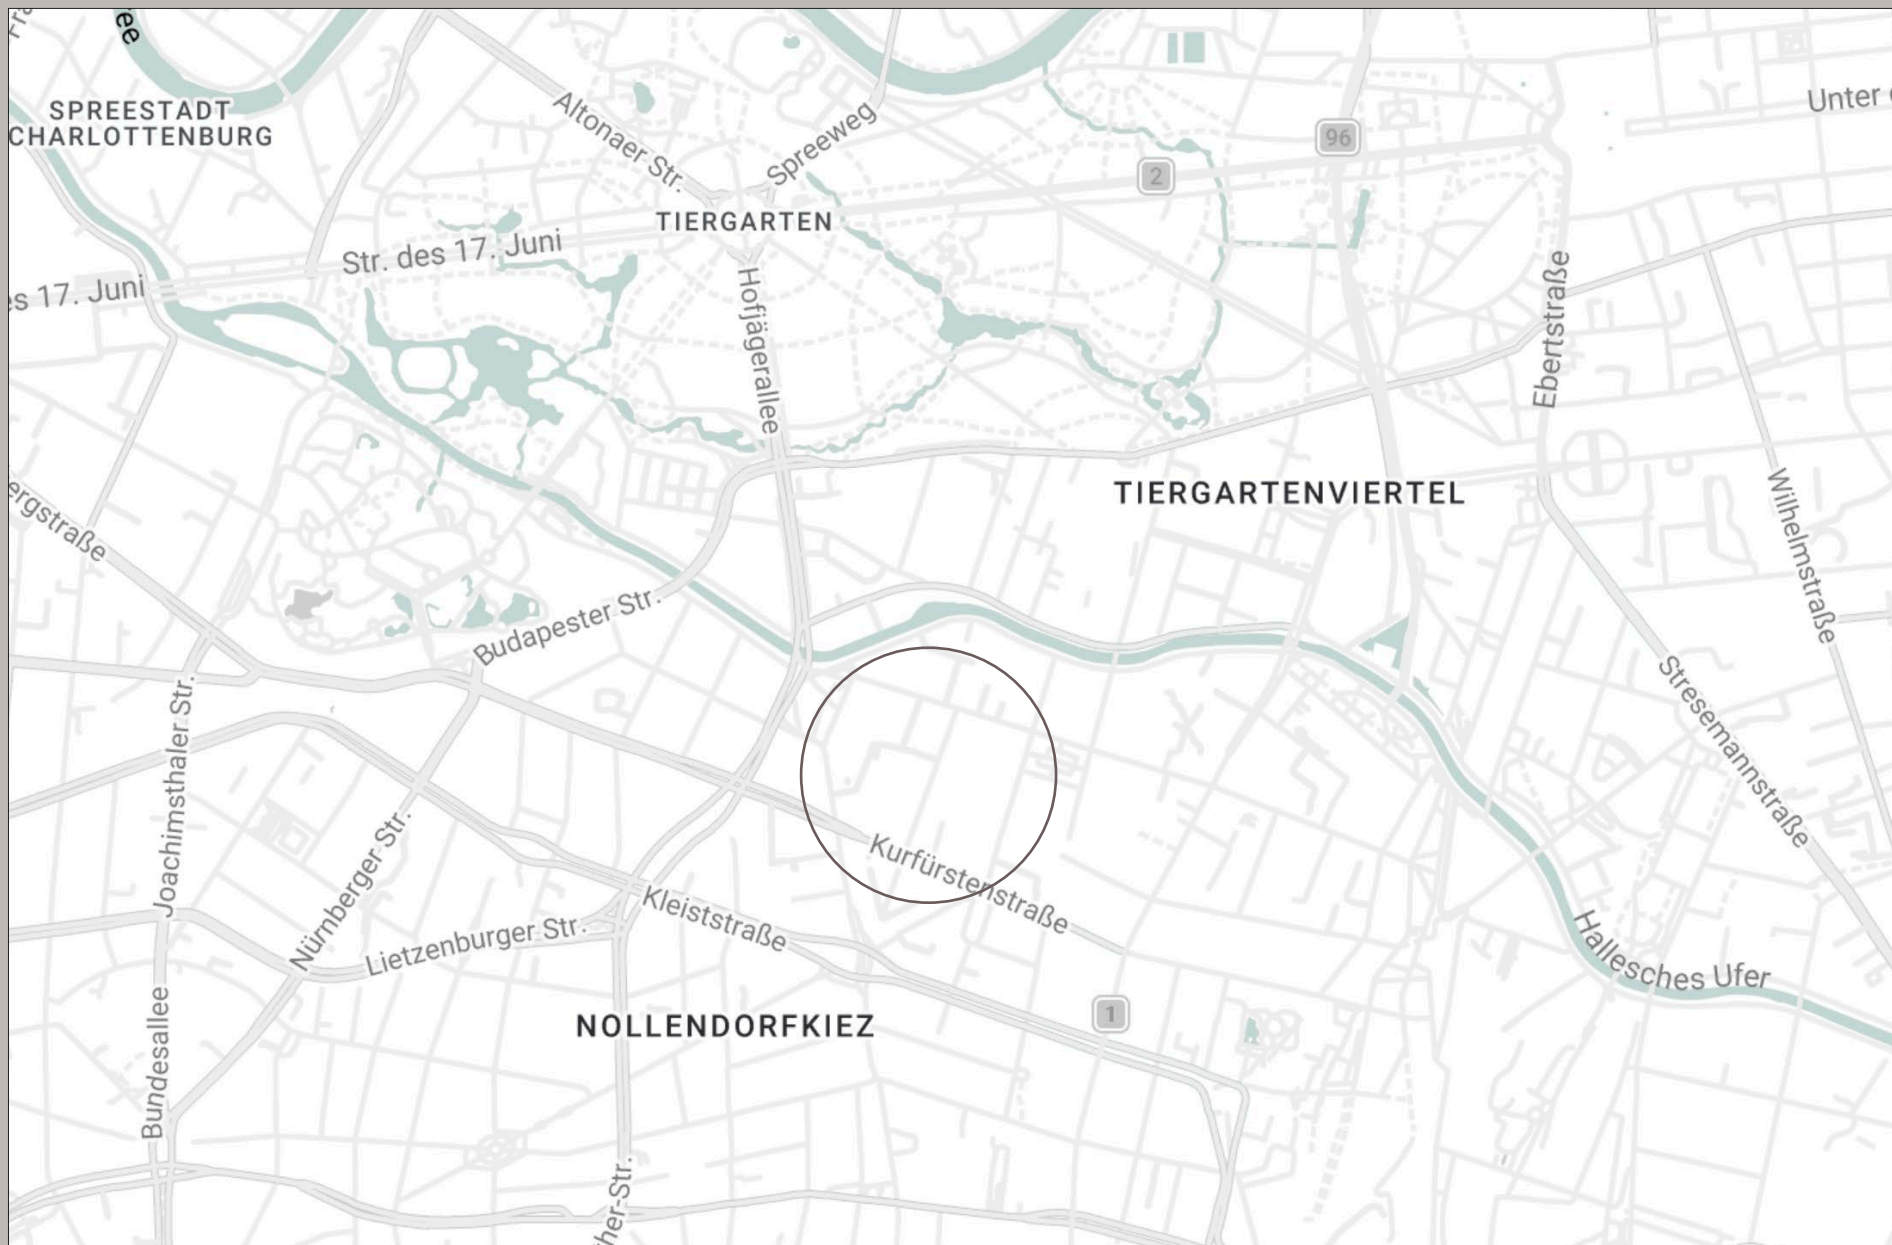 ree
SPREESTADT
CHARLOTTENBURG
Altonaer Str.
Spreeweg
96
2
Unter
TIERGARTEN
Str. des 17. Juni
es 17. Juni
Hofjägerallee
Ebertstraße
TIERGARTENVIERTEL
Wilhelmstraße
ergstraße
Budapester Str.
Joachimsthaler Str.
Stresemannstraße
Nürnberger Str.
Kurfürstenstraße
Kleiststraße
Lietzenburger Str.
Hallesches Ufer
Bundesallee
NOLLENDORFKIEZ
1
her-Str.